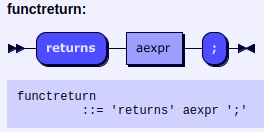 functreturn:
returns aexpr ;
functreturn
::= 'returns' aexpr ';'